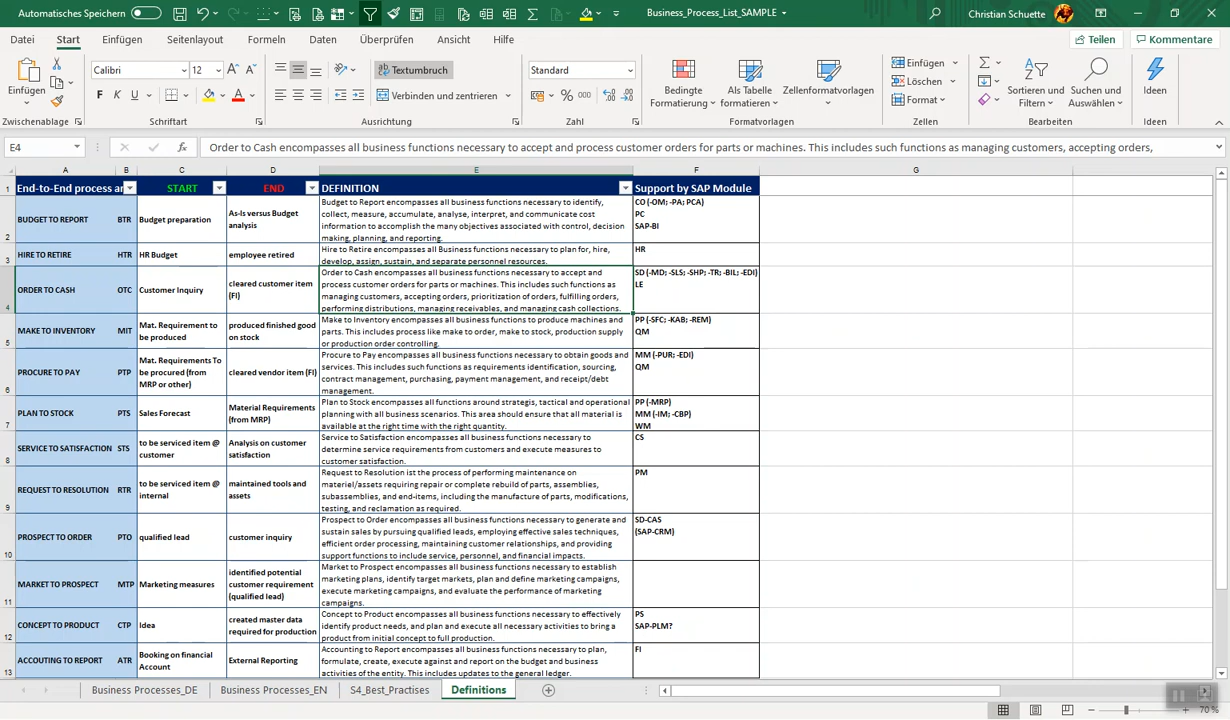 Automatisches Speichern
Business_Process_List_SAMPLE
Christian Schuette
Datei Start Einfügen Seitenlayout Formeln Daten Überprüfen Ansicht Hilfe
Teilen Kommentare
Einfügen
Calibri 12
F K U
Textumbruch
Verbinden und zentrieren
Standard
% 000
Bedingte
Formatierung
Als Tabelle
formatieren
Zellenformatvorlagen
Einfügen
Löschen
Format
Sortieren und
Filtern
Suchen und
Auswählen
Ideen
Zwischenablage Schriftart Ausrichtung Zahl Formatvorlagen Zellen Bearbeiten Ideen
E4
fx
Order to Cash encompasses all business functions necessary to accept and process customer orders for parts or machines. This includes such functions as managing customers, accepting orders,
A B C D E F G
1 End-to-End process ar START END DEFINITION Support by SAP Module
2
BUDGET TO REPORT BTR
Budget preparation
As-Is versus Budget
analysis
Budget to Report encompasses all business functions necessary to identify,
collect, measure, accumulate, analyse, interpret, and communicate cost
information to accomplish the many objectives associated with control, decision
making, planning, and reporting.
CO (-OM; -PA; PCA)
PC
SAP-BI
3
HIRE TO RETIRE HTR
HR Budget
employee retired
Hire to Retire encompasses all Business functions necessary to plan for, hire,
develop, assign, sustain, and separate personnel resources.
HR
4
ORDER TO CASH OTC
Customer Inquiry
cleared customer item
(FI)
Order to Cash encompasses all business functions necessary to accept and
process customer orders for parts or machines. This includes such functions as
managing customers, accepting orders, prioritization of orders, fulfilling orders,
performing distributions, managing receivables, and managing cash collections.
SD (-MD; -SLS; -SHP; -TR; -BIL, -EDI)
LE
5
MAKE TO INVENTORY MIT
Mat. Requirement to
be produced
produced finished good
on stock
Make to Inventory encompasses all business functions to produce machines and
parts. This includes process like make to order, make to stock, production supply
or production order controlling.
PP (-SFC; -KAB; -REM)
QM
6
PROCURE TO PAY PTP
Mat. Requirements To
be procured (from
MRP or other)
cleared vendor item (FI)
Procure to Pay encompasses all business functions necessary to obtain goods and
services. This includes such functions as requirements identification, sourcing,
contract management, purchasing, payment management, and receipt/debt
management.
MM (-PUR; -EDI)
QM
7
PLAN TO STOCK PTS
Sales Forecast
Material Requirements
(from MRP)
Plan to Stock encompasses all functions around strategic, tactical and operational
planning with all business scenarios. This area should ensure that all material is
available at the right time with the right quantity.
PP (-MRP)
MM (-IM; -CBP)
WM
8
SERVICE TO SATISFACTION STS
to be serviced item @
customer
Analysis on customer
satisfaction
Service to Satisfaction encompasses all business functions necessary to
determine service requirements from customers and execute measures to
customer satisfaction.
CS
9
REQUEST TO RESOLUTION RTR
to be serviced item @
internal
maintained tools and
assets
Request to Resolution ist the process of performing maintenance on
materiel/assets requiring repair or complete rebuild of parts, assemblies,
subassemblies, and end-items, including the manufacture of parts, modifications,
testing, and reclamation as required.
PM
10
PROSPECT TO ORDER PTO
qualified lead
customer inquiry
Prospect to Order encompasses all business functions necessary to generate and
sustain sales by pursuing qualified leads, employing effective sales techniques,
efficient order processing, maintaining customer relationships, and providing
support functions to include service, personnel, and financial impacts.
SD-CAS
(SAP-CRM)
11
MARKET TO PROSPECT MTP
Marketing measures
identified potential
customer requirement
(qualified lead)
Market to Prospect encompasses all business functions necessary to establish
marketing plans, identify target markets, plan and define marketing campaigns,
execute marketing campaigns, and evaluate the performance of marketing
campaigns.
12
CONCEPT TO PRODUCT CTP
Idea
created master data
required for production
Concept to Product encompasses all business functions necessary to effectively
identify product needs, and plan and execute all necessary activities to bring a
product from initial concept to full production.
PS
SAP-PLM?
13
ACCOUTING TO REPORT ATR
Booking on financial
Account
External Reporting
Accounting to Report encompasses all business functions necessary to plan,
formulate, create, execute against and report on the budget and business
activities of the entity. This includes updates to the general ledger.
FI
Business Processes_DE Business Processes_EN S4_Best_Practises Definitions
70 %